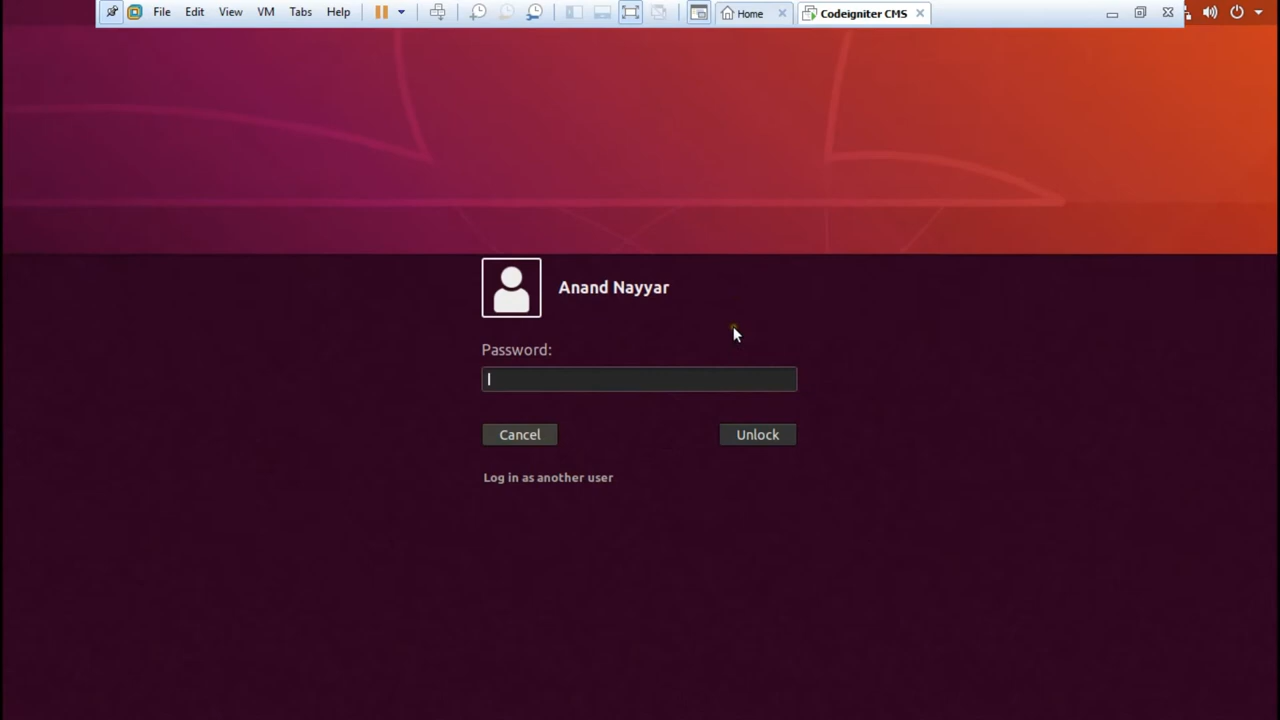 File Edit View VM Tabs Help Home Codeigniter CMS
Anand Nayyar
Password:
Cancel Unlock
Log in as another user